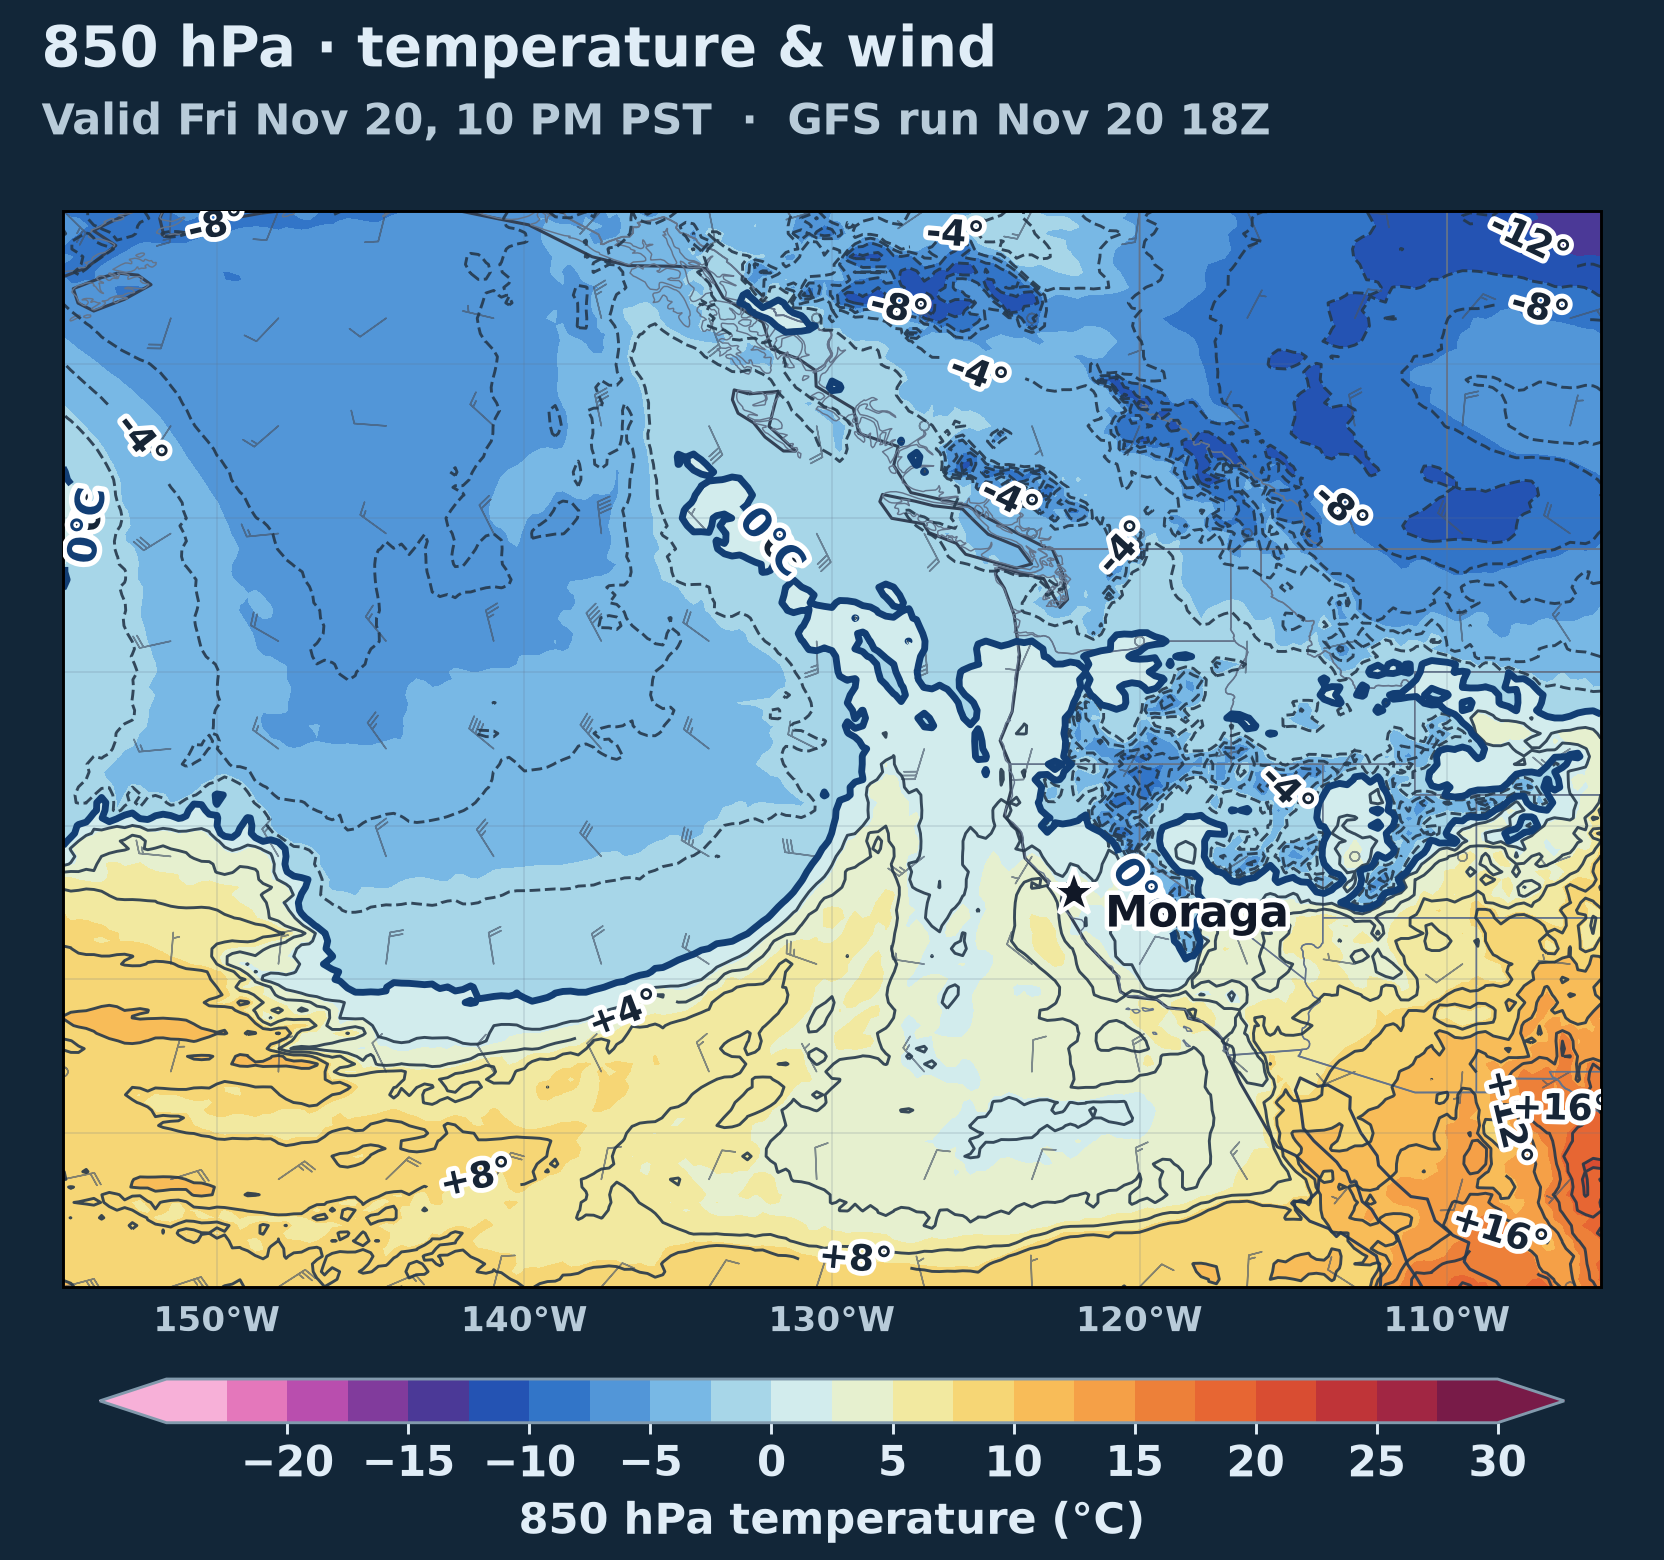 850 hPa · temperature & wind
Valid Fri Nov 20, 10 PM PST · GFS run Nov 20 18Z
-8°
-4°
-12°
-8°
-8°
-4°
-4°
0°C
-4°
-8°
0°C
-4°
-4°
0°
Moraga
+4°
+12°
+16°
+8°
+16°
+8°
150°W 140°W 130°W 120°W 110°W
−20 −15 −10 −5 0 5 10 15 20 25 30
850 hPa temperature (°C)